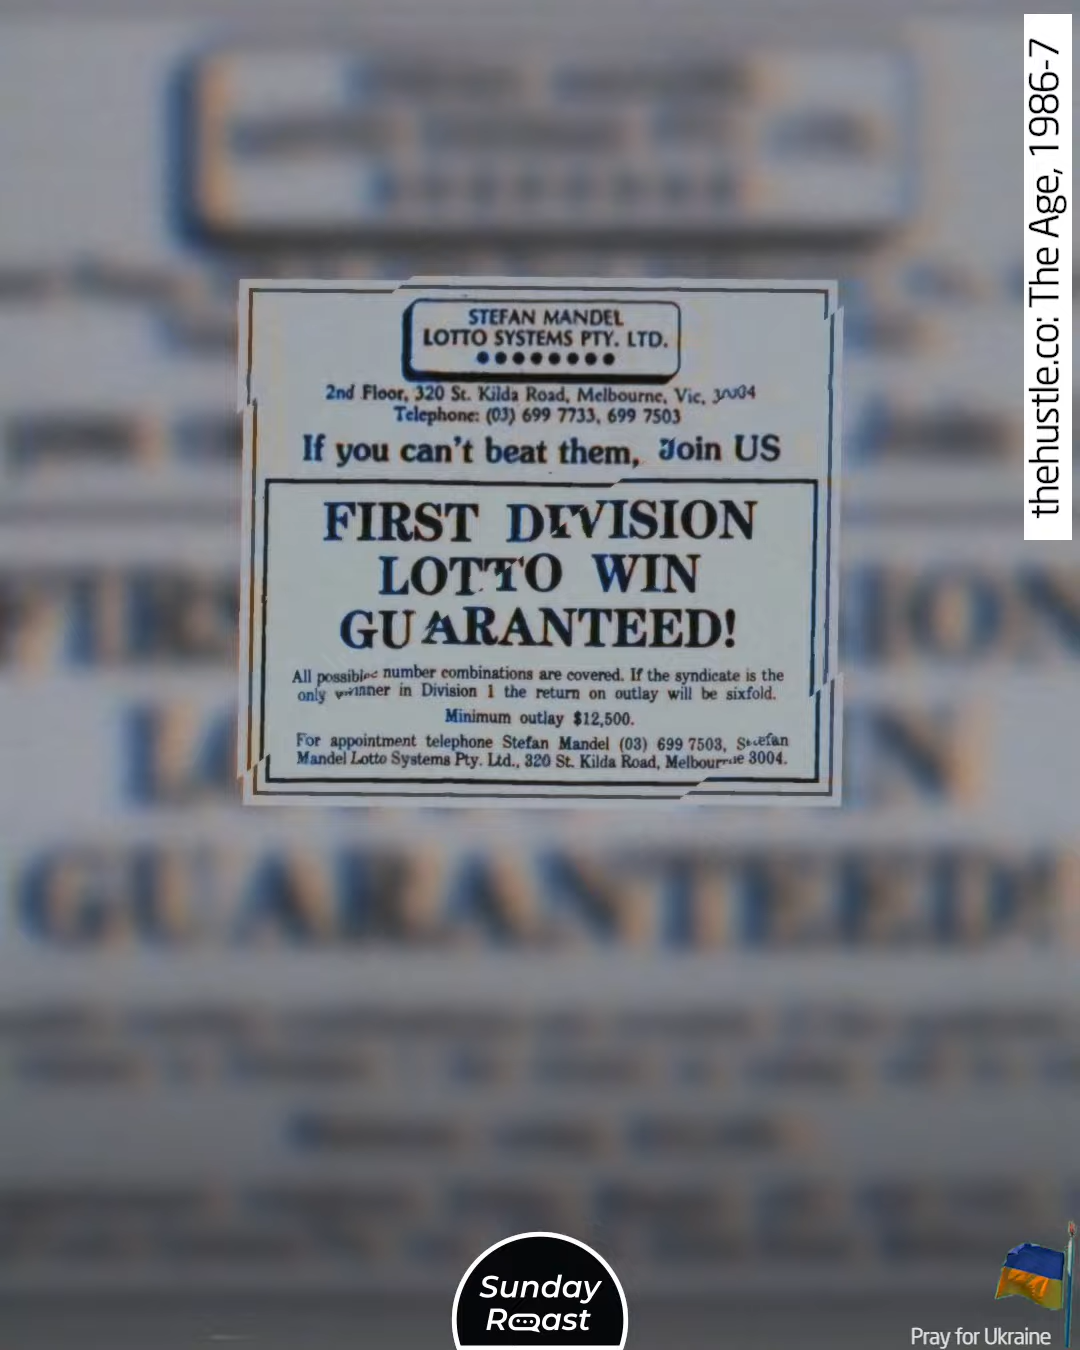 thehustle.co: The Age, 1986-7
STEFAN MANDEL
LOTTO SYSTEMS PTY. LTD.
2nd Floor, 320 St. Kilda Road, Melbourne, Vic, 3004
Telephone: (03) 699 7733, 699 7503
If you can't beat them, Join US
FIRST DIVISION
LOTTO WIN
GUARANTEED!
All possible number combinations are covered. If the syndicate is the
only winner in Division 1 the return on outlay will be sixfold.
Minimum outlay $12,500.
For appointment telephone Stefan Mandel (03) 699 7503, Stefan
Mandel Lotto Systems Pty. Ltd., 320 St. Kilda Road, Melbourne 3004.
Sunday
Roast
Pray for Ukraine